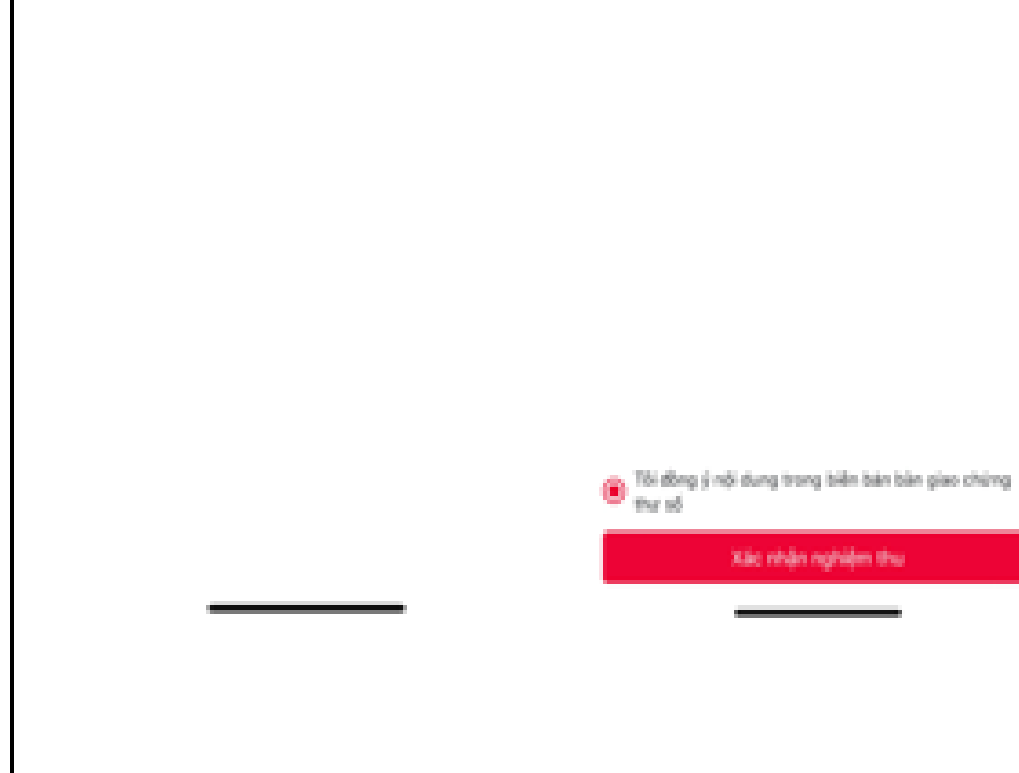 Tôi đồng ý nội dung trong biên bản bàn giao chứng
thư số
Xác nhận nghiệm thu